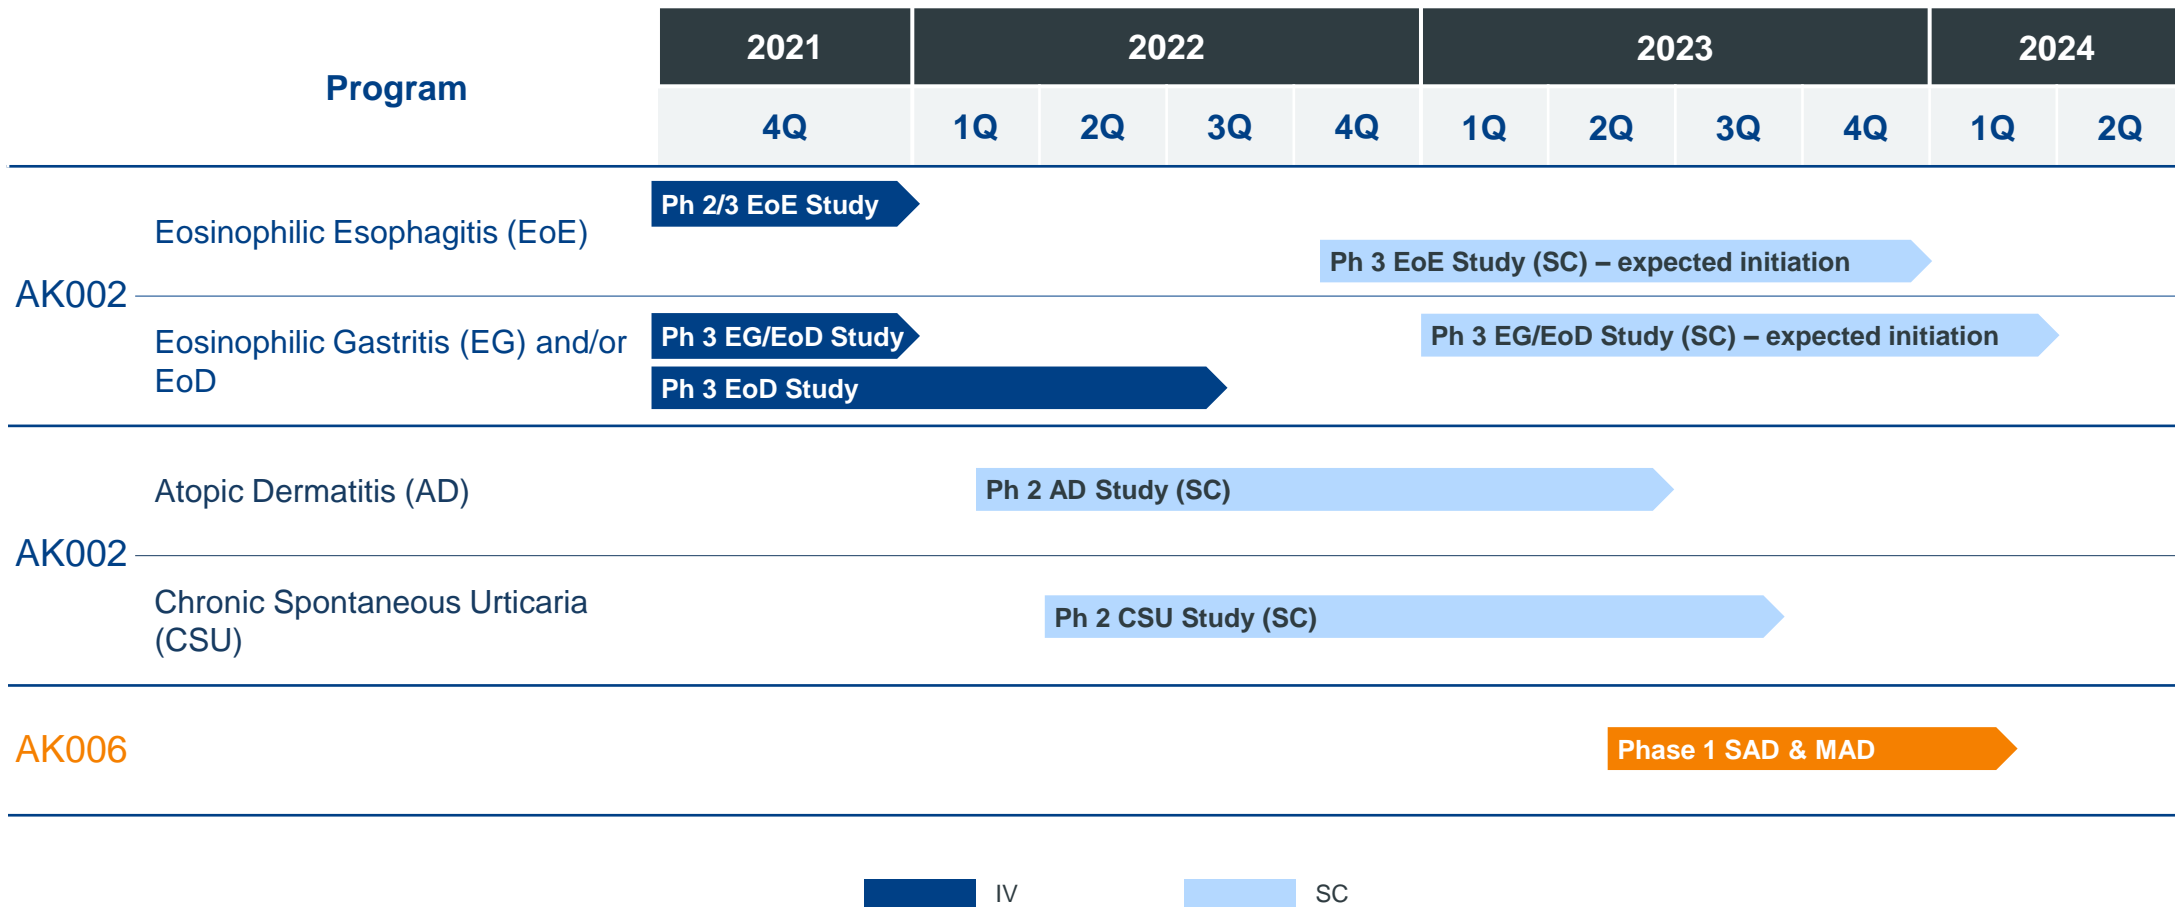 Program
2021
2022
2023
2024
4Q
1Q
2Q
3Q
4Q
1Q
2Q
3Q
4Q
1Q
2Q
AK002
Eosinophilic Esophagitis (EoE)
Ph 2/3 EoE Study
Ph 3 EoE Study (SC) – expected initiation
Eosinophilic Gastritis (EG) and/or
EoD
Ph 3 EG/EoD Study
Ph 3 EG/EoD Study (SC) – expected initiation
Ph 3 EoD Study
AK002
Atopic Dermatitis (AD)
Ph 2 AD Study (SC)
Chronic Spontaneous Urticaria
(CSU)
Ph 2 CSU Study (SC)
AK006
Phase 1 SAD & MAD
IV
SC